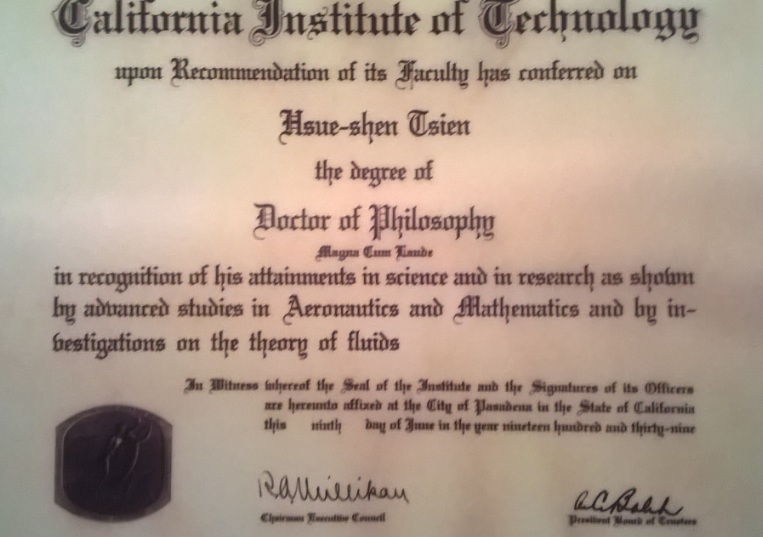 California Institute of Technology
upon Recommendation of its Faculty has conferred on
Hsue-shen Tsien
the degree of
Doctor of Philosophy
Magna Cum Laude
in recognition of his attainments in science and in research as shown
by advanced studies in Aeronautics and Mathematics and by in-
vestigations on the theory of fluids
In Witness whereof the Seal of the Institute and the Signatures of its Officers
are hereunto affixed at the City of Pasadena in the State of California
this ninth day of June in the year nineteen hundred and thirty-nine
R A Millikan
A C Balch
Chairman Executive Council
President Board of Trustees